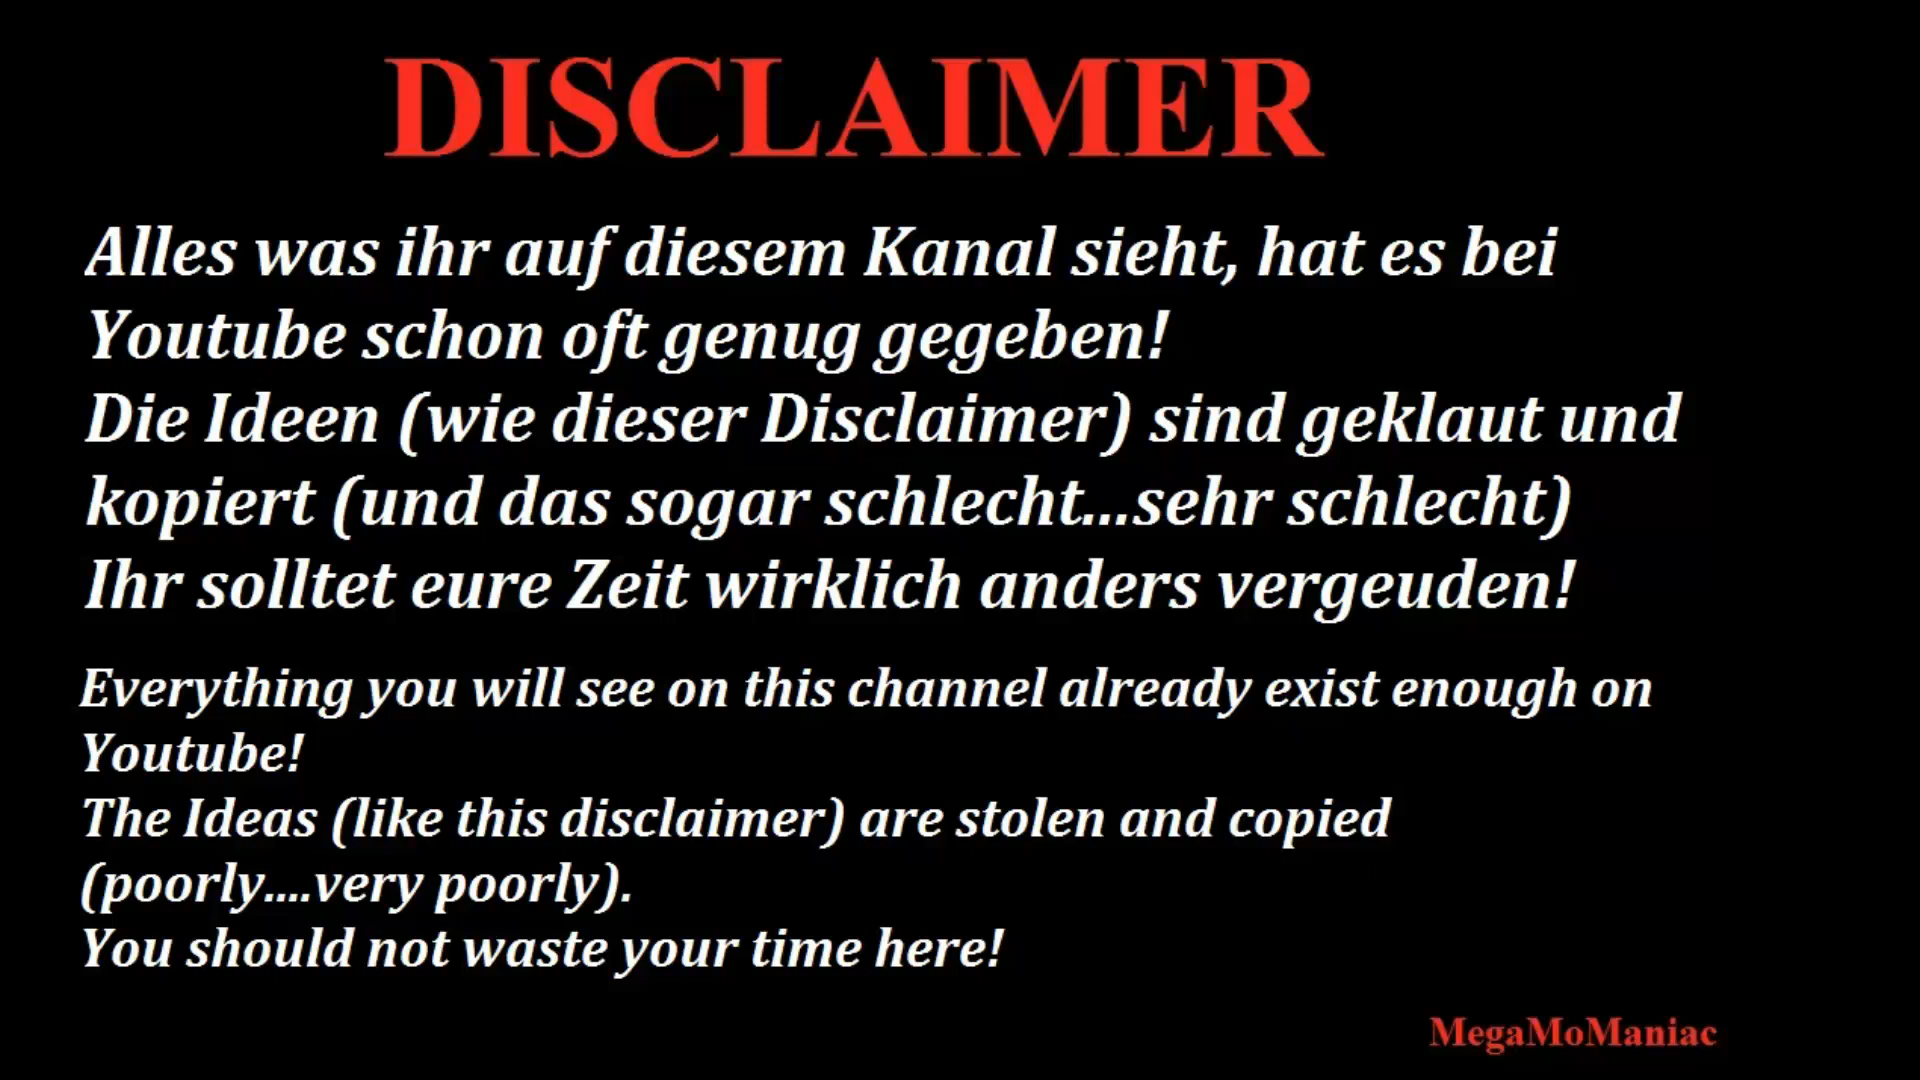 DISCLAIMER
Alles was ihr auf diesem Kanal sieht, hat es bei
Youtube schon oft genug gegeben!
Die Ideen (wie dieser Disclaimer) sind geklaut und
kopiert (und das sogar schlecht...sehr schlecht)
Ihr solltet eure Zeit wirklich anders vergeuden!
Everything you will see on this channel already exist enough on
Youtube!
The Ideas (like this disclaimer) are stolen and copied
(poorly....very poorly).
You should not waste your time here!
MegaMoManiac